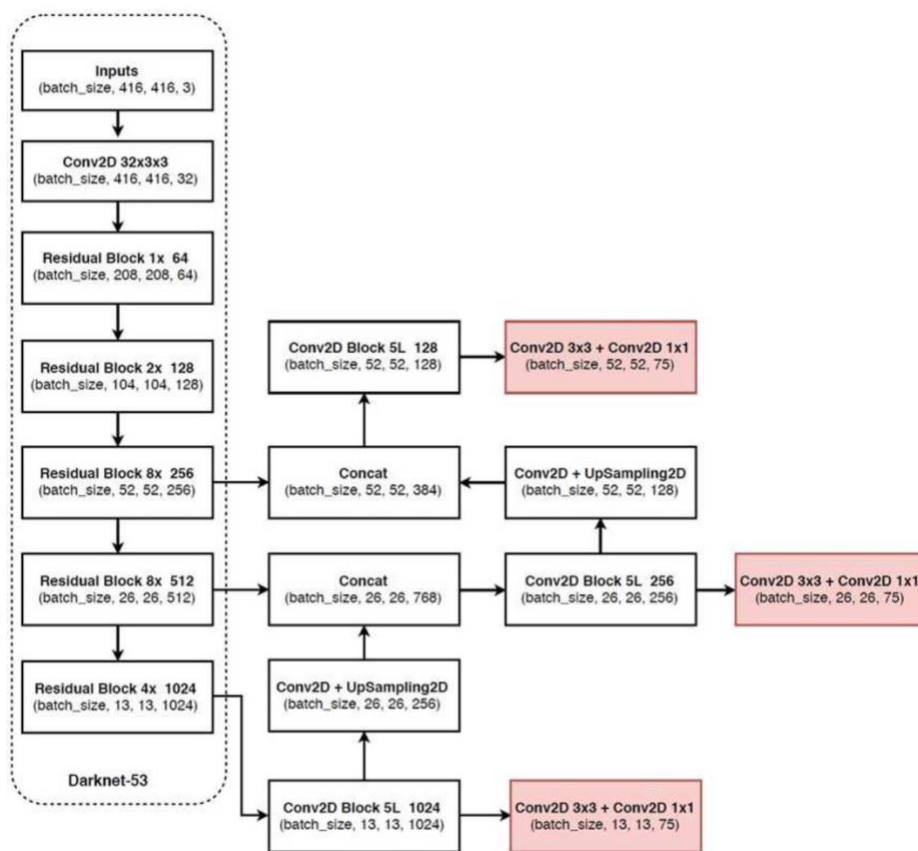 Inputs
(batch_size, 416, 416, 3)
Conv2D 32x3x3
(batch_size, 416, 416, 32)
Residual Block 1x 64
(batch_size, 208, 208, 64)
Residual Block 2x 128
(batch_size, 104, 104, 128)
Residual Block 8x 256
(batch_size, 52, 52, 256)
Residual Block 8x 512
(batch_size, 26, 26, 512)
Residual Block 4x 1024
(batch_size, 13, 13, 1024)
Darknet-53
Conv2D Block 5L 128
(batch_size, 52, 52, 128)
Conv2D 3x3 + Conv2D 1x1
(batch_size, 52, 52, 75)
Concat
(batch_size, 52, 52, 384)
Conv2D + UpSampling2D
(batch_size, 52, 52, 128)
Concat
(batch_size, 26, 26, 768)
Conv2D Block 5L 256
(batch_size, 26, 26, 256)
Conv2D 3x3 + Conv2D 1x1
(batch_size, 26, 26, 75)
Conv2D + UpSampling2D
(batch_size, 26, 26, 256)
Conv2D Block 5L 1024
(batch_size, 13, 13, 1024)
Conv2D 3x3 + Conv2D 1x1
(batch_size, 13, 13, 75)